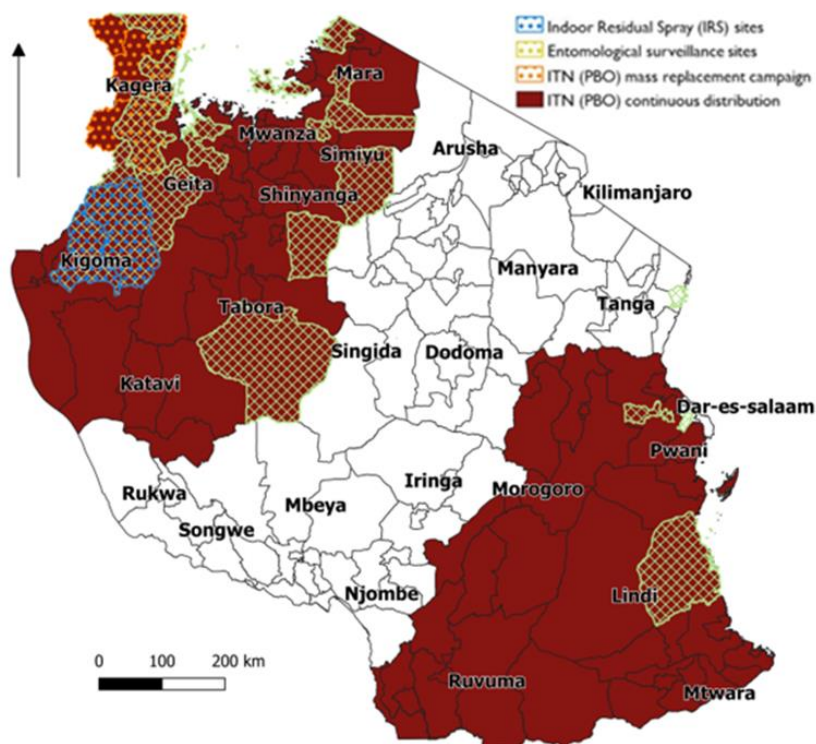 Indoor Residual Spray (IRS) sites
Entomological surveillance sites
ITN (PBO) mass replacement campaign
ITN (PBO) continuous distribution
Kagera
Mara
Mwanza
Simiyu
Arusha
Geita
Shinyanga
Kilimanjaro
Kigoma
Manyara
Tabora
Tanga
Singida
Dodoma
Katavi
Dar-es-salaam
Pwani
Rukwa
Iringa
Mbeya
Morogoro
Songwe
Njombe
Lindi
0 100 200 km
Ruvuma
Mtwara